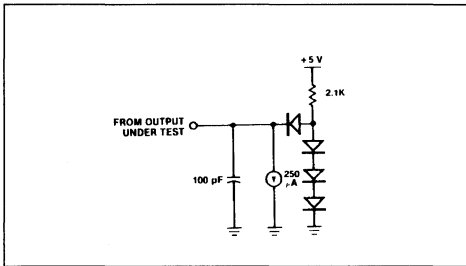 +5 V
2.1K
FROM OUTPUT
UNDER TEST
100 pF
250
μA